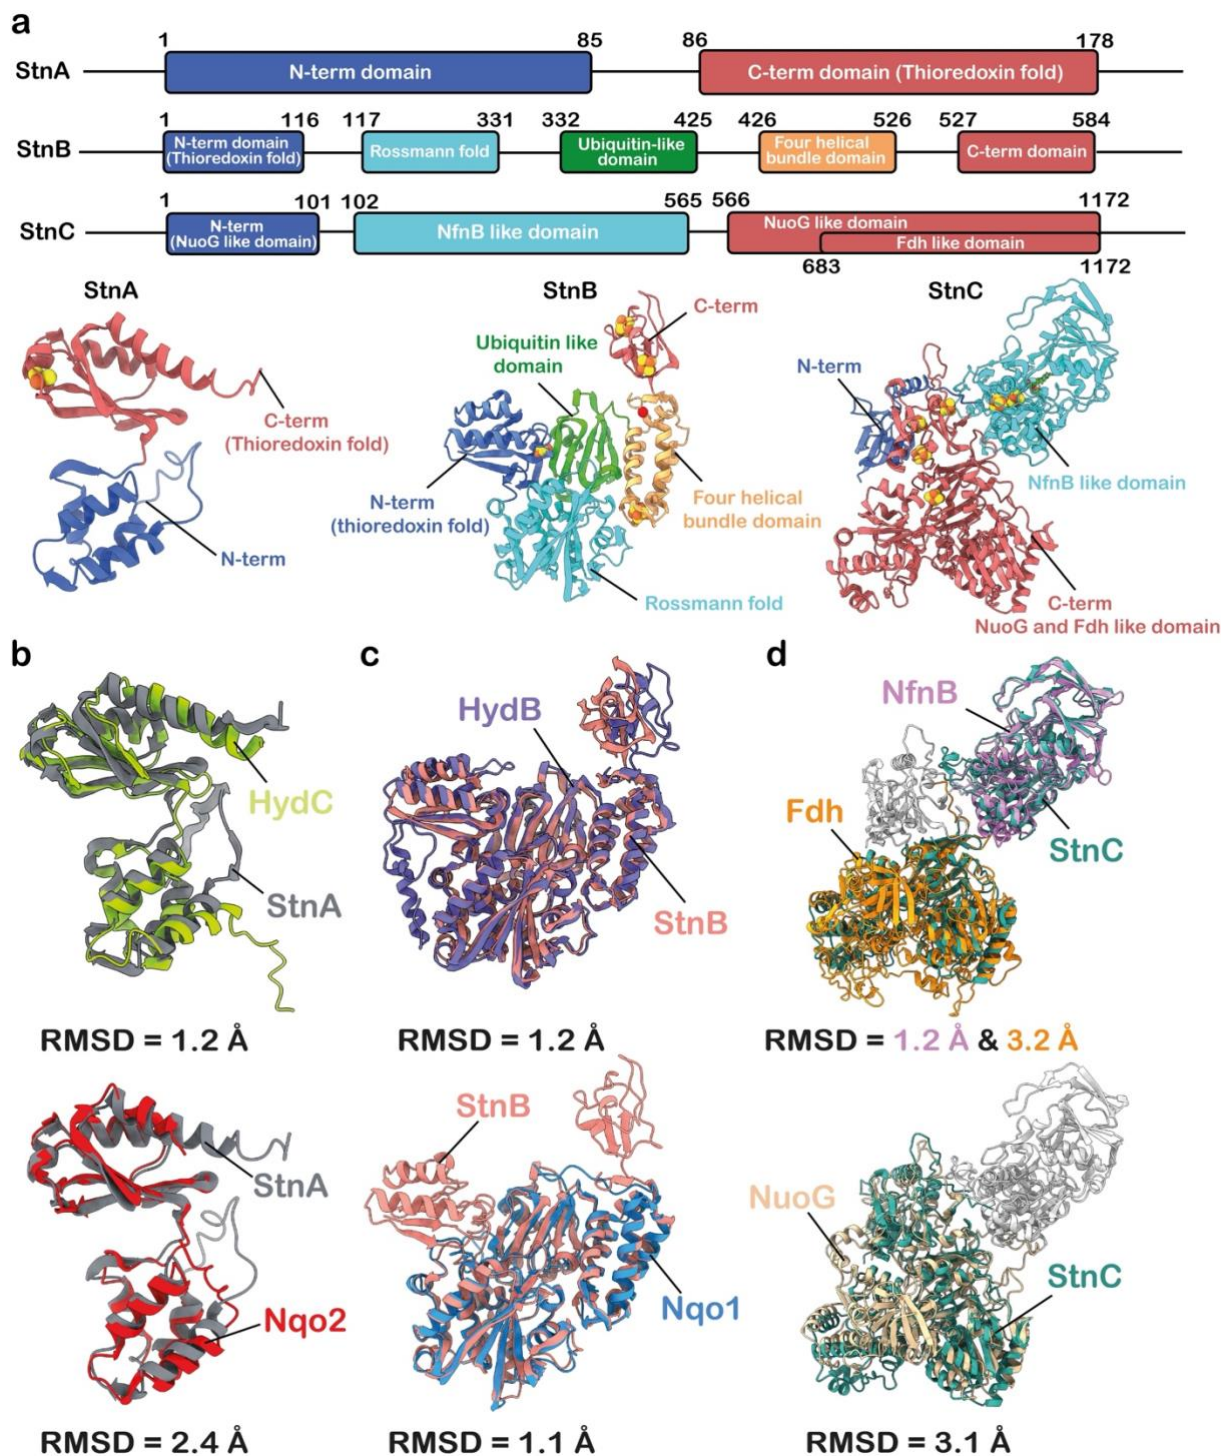 a
1 85 86 178
StnA N-term domain C-term domain (Thioredoxin fold)
1 116 117 331 332 425 426 526 527 584
StnB N-term domain (Thioredoxin fold) Rossmann fold Ubiquitin-like domain Four helical bundle domain C-term domain
1 101 102 565 566 1172
StnC N-term (NuoG like domain) NfnB like domain NuoG like domain
Fdh like domain
683 1172
StnA StnB StnC
C-term
(Thioredoxin fold)
N-term
C-term
Ubiquitin like
domain
N-term
(thioredoxin fold)
Four helical
bundle domain
Rossmann fold
N-term
NfnB like domain
C-term
NuoG and Fdh like domain
b c d
HydC
StnA
RMSD = 1.2 Å
HydB
StnB
RMSD = 1.2 Å
NfnB
Fdh
StnC
RMSD = 1.2 Å & 3.2 Å
StnA
Nqo2
RMSD = 2.4 Å
StnB
Nqo1
RMSD = 1.1 Å
NuoG
StnC
RMSD = 3.1 Å